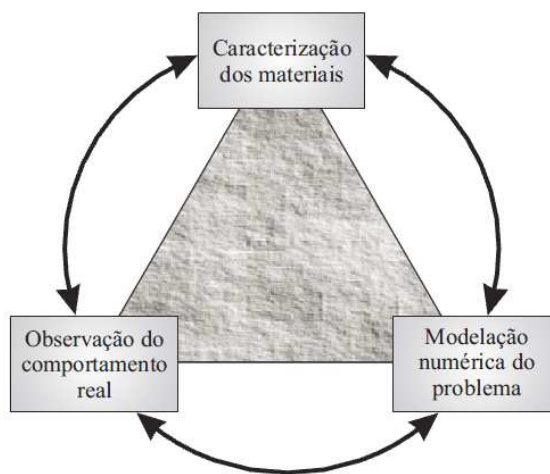 Caracterização
dos materiais
Observação do
comportamento
real
Modelação
numérica do
problema